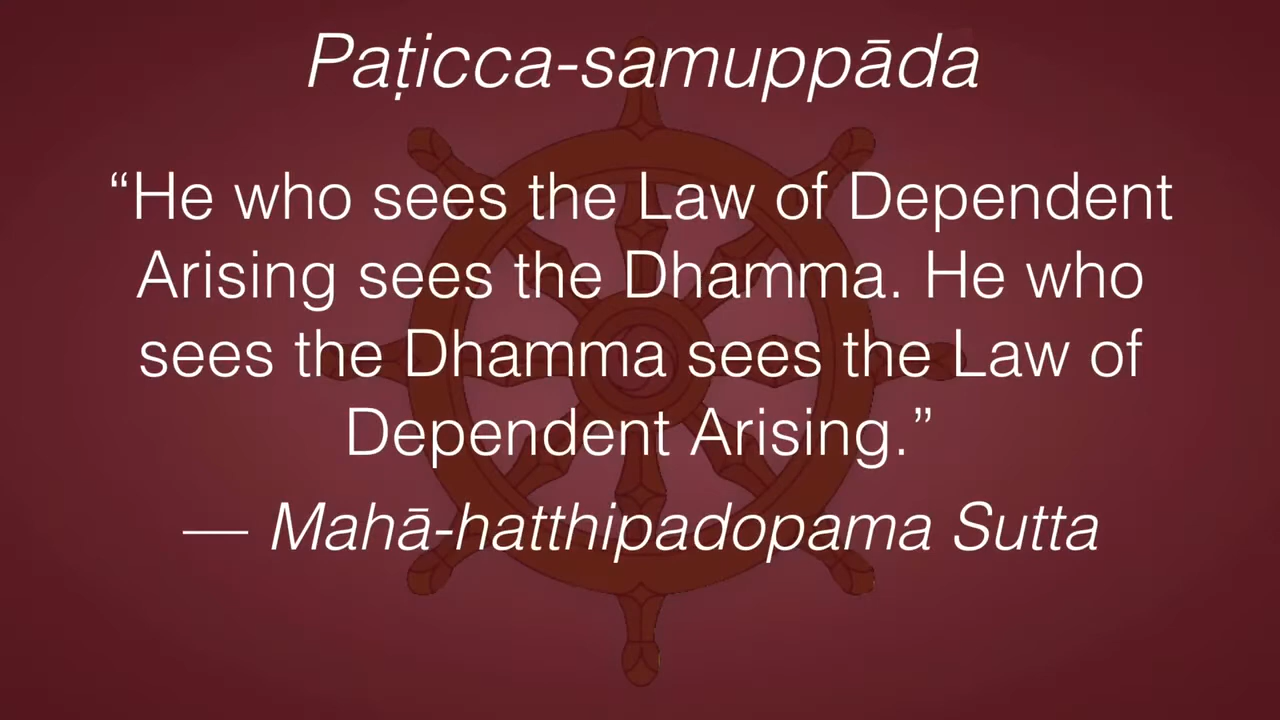 Paṭicca-samuppāda
“He who sees the Law of Dependent
Arising sees the Dhamma. He who
sees the Dhamma sees the Law of
Dependent Arising.”
— Mahā-hatthipadopama Sutta